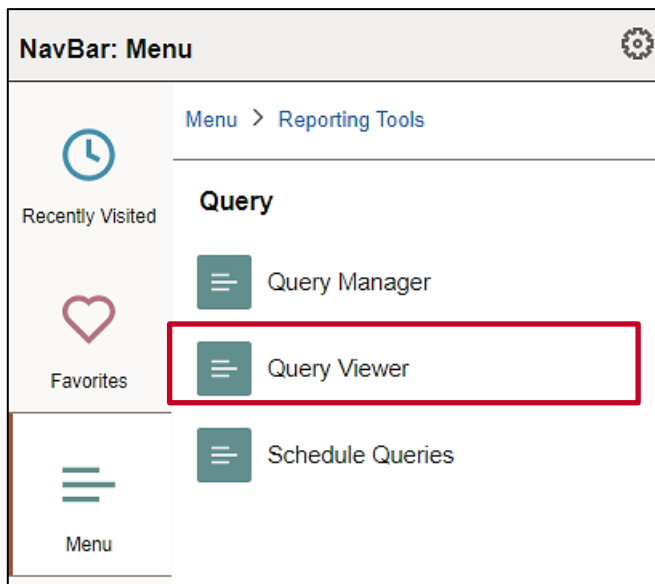 NavBar: Menu
Menu > Reporting Tools
Recently Visited
Query
Query Manager
Favorites
Query Viewer
Schedule Queries
Menu